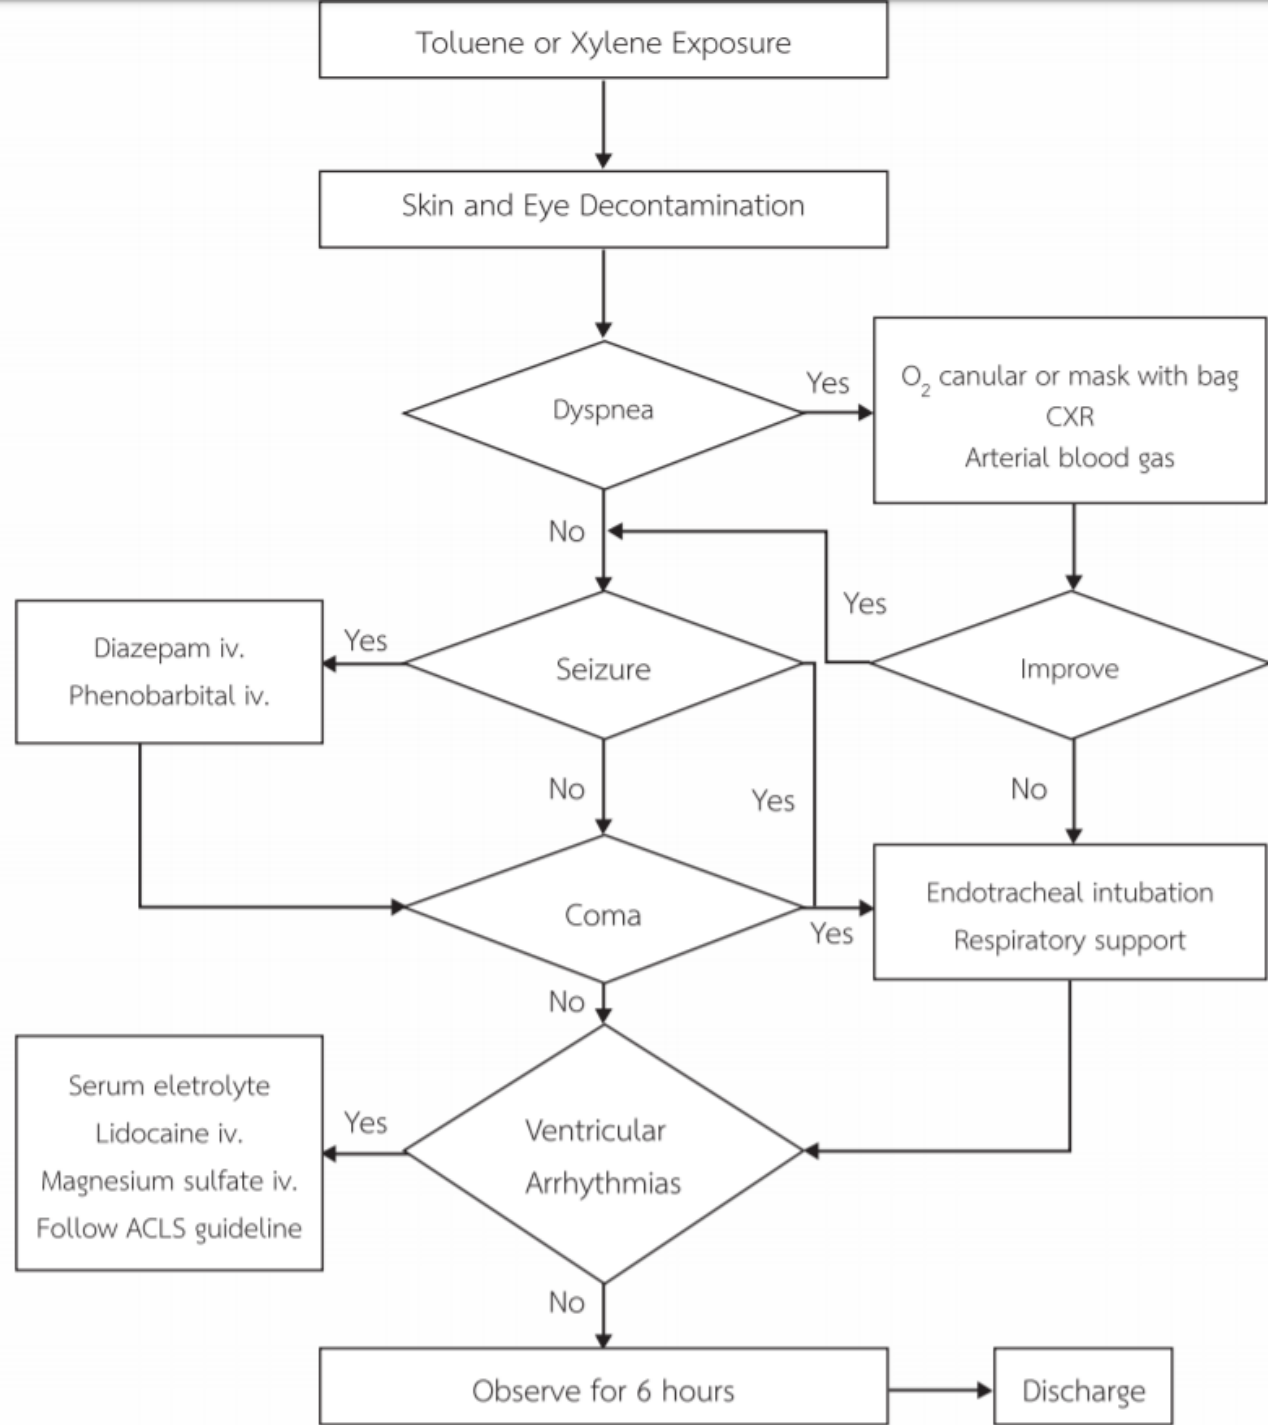 Toluene or Xylene Exposure
Skin and Eye Decontamination
Dyspnea
Yes
O₂ canular or mask with bag
CXR
Arterial blood gas
No
Yes
Improve
Seizure
Yes
Diazepam iv.
Phenobarbital iv.
No
Yes
No
Coma
Yes
Endotracheal intubation
Respiratory support
No
Ventricular
Arrhythmias
Yes
Serum eletrolyte
Lidocaine iv.
Magnesium sulfate iv.
Follow ACLS guideline
No
Observe for 6 hours
Discharge